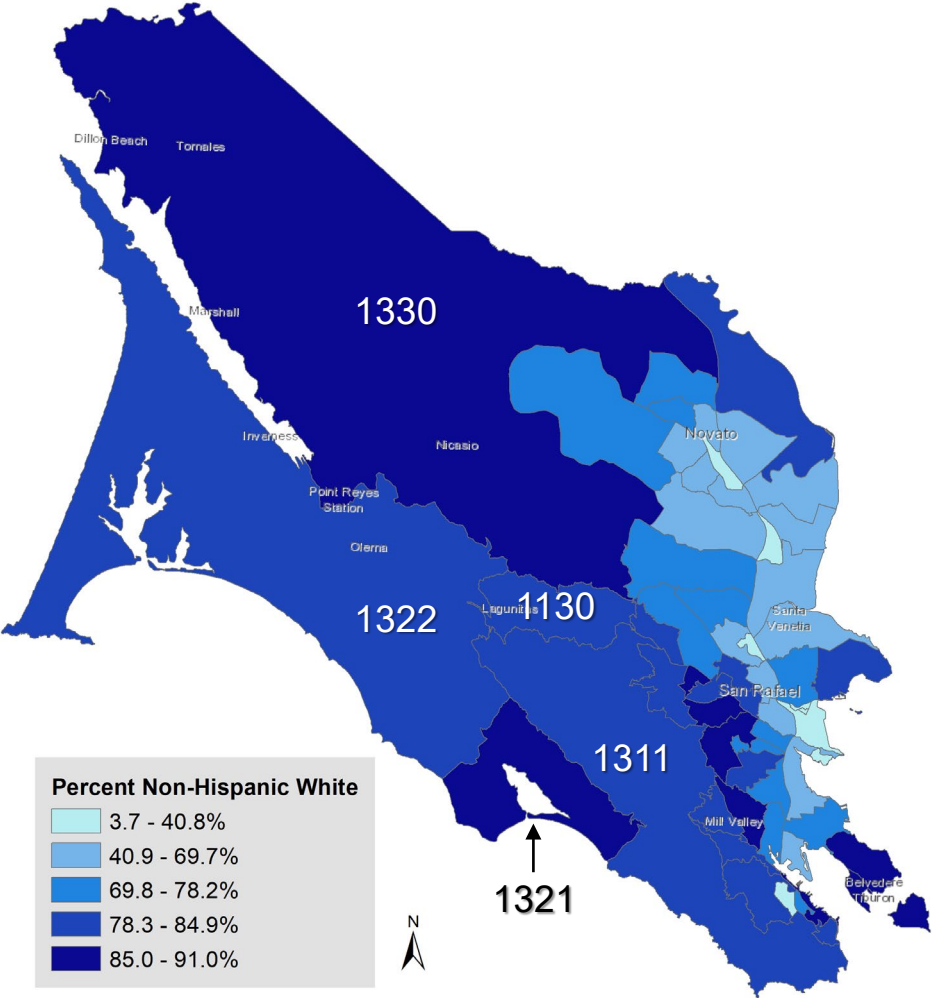 Dillon Beach
Tomales
1330
Marshall
Novato
Inverness
Nicasio
Point Reyes
Station
Olema
Lagunitas
1130
1322
Santa
Venetia
San Rafael
1311
Mill Valley
Belvedere
Tiburon
1321
N
Percent Non-Hispanic White
3.7 - 40.8%
40.9 - 69.7%
69.8 - 78.2%
78.3 - 84.9%
85.0 - 91.0%